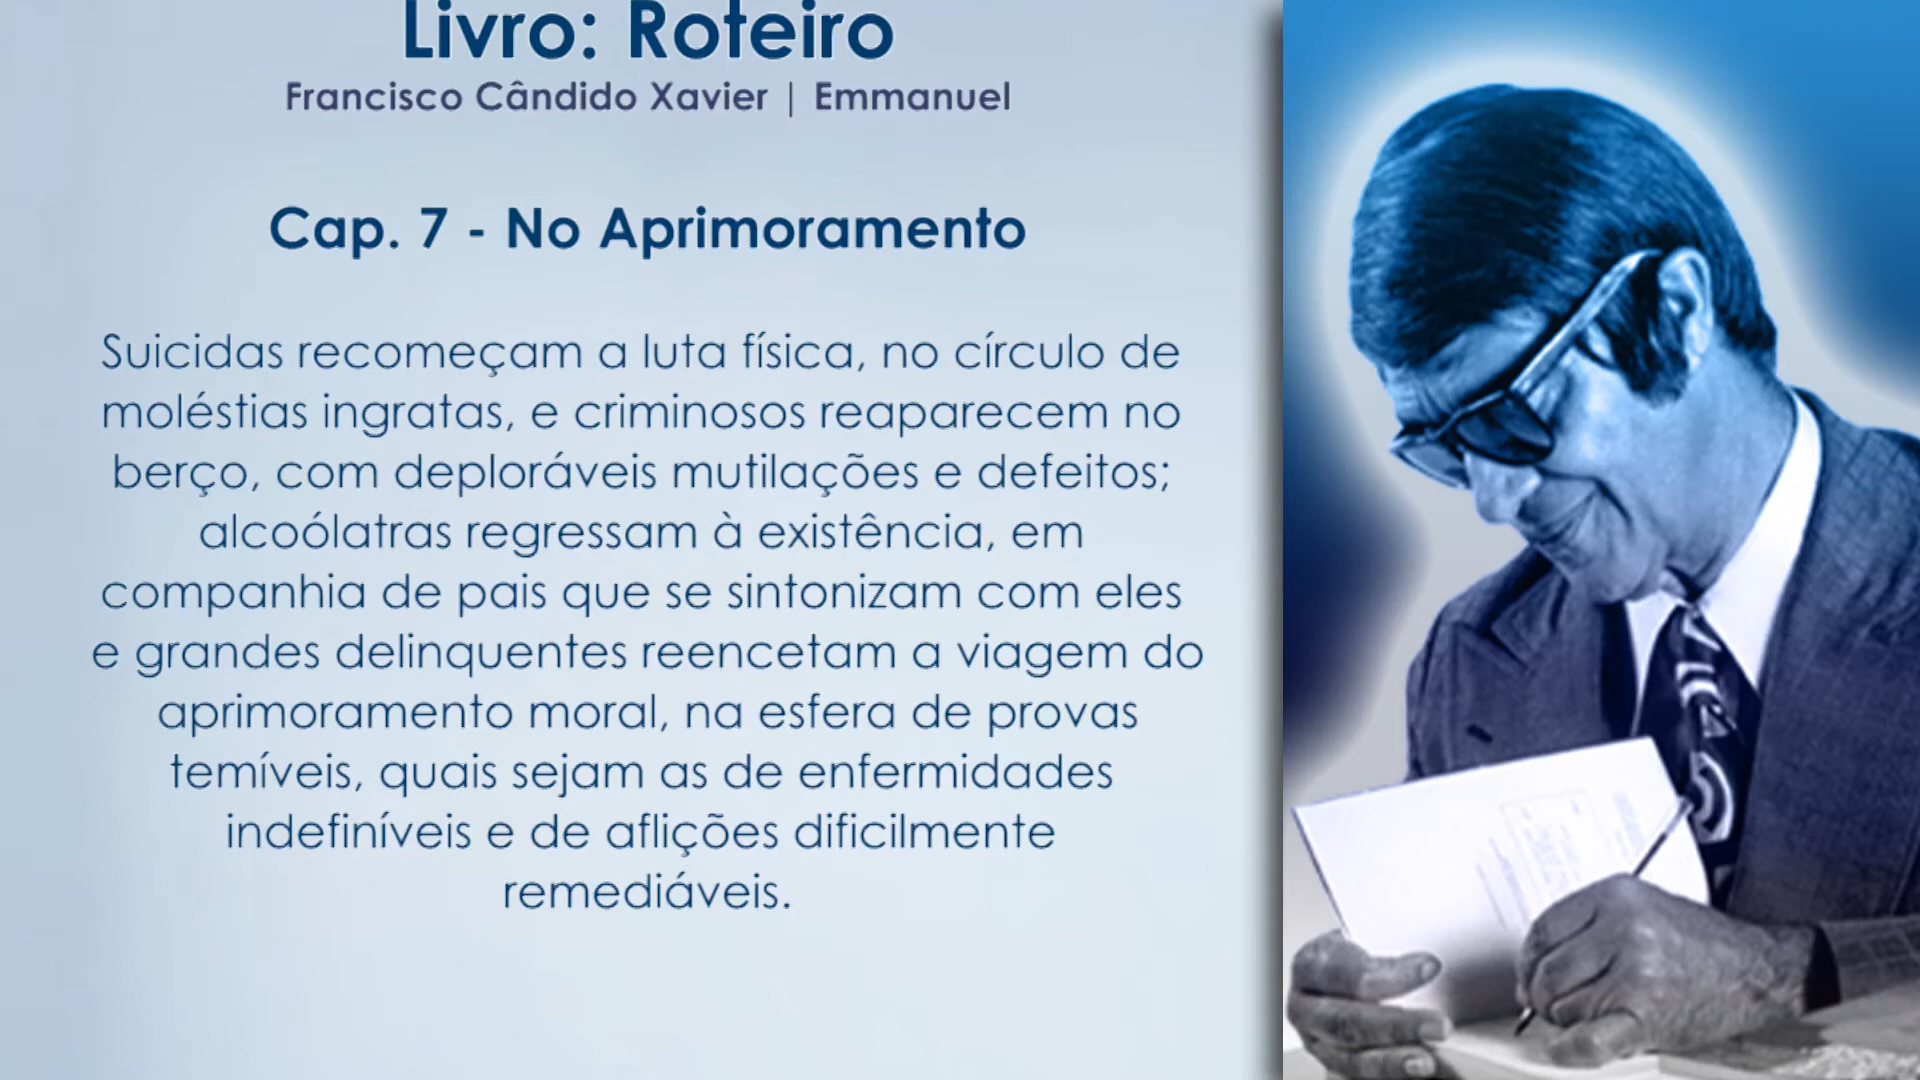 Livro: Roteiro
Francisco Cândido Xavier | Emmanuel
Cap. 7 - No Aprimoramento
Suicidas recomeçam a luta física, no círculo de
moléstias ingratas, e criminosos reaparecem no
berço, com deploráveis mutilações e defeitos;
alcoólatras regressam à existência, em
companhia de pais que se sintonizam com eles
e grandes delinquentes reencetam a viagem do
aprimoramento moral, na esfera de provas
temíveis, quais sejam as de enfermidades
indefiníveis e de aflições dificilmente
remediáveis.